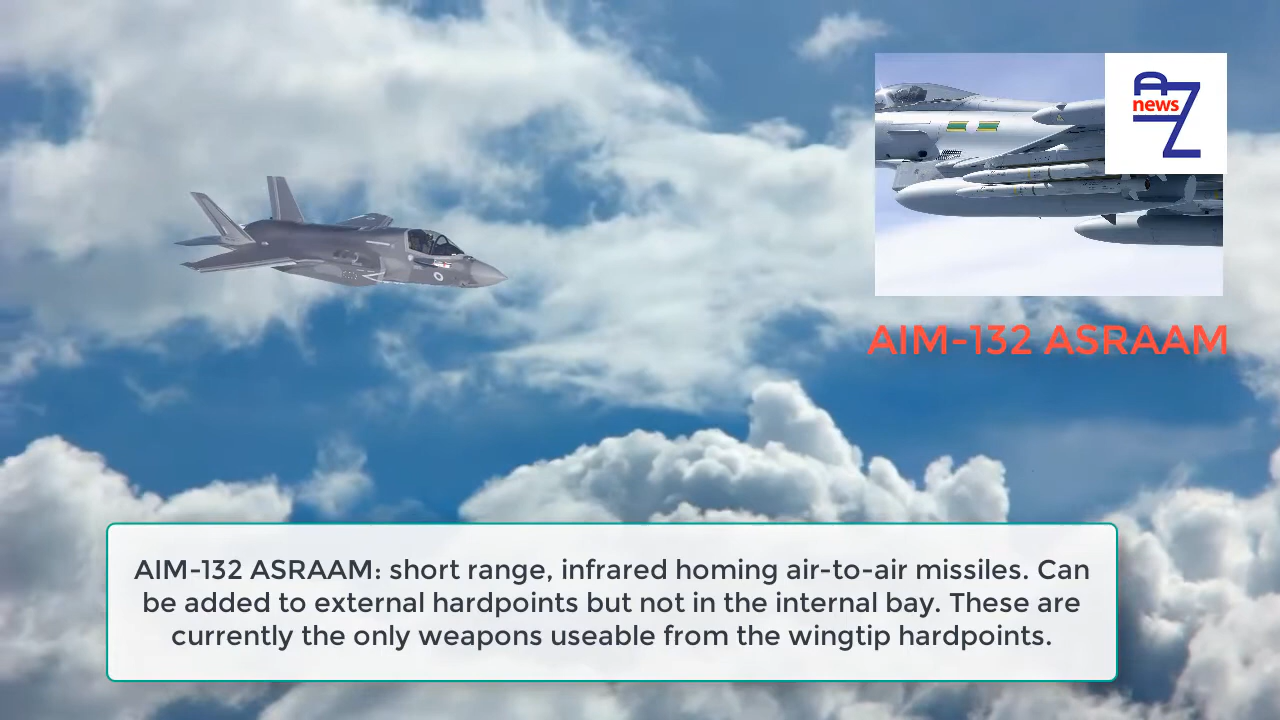 A
news
Z
AIM-132 ASRAAM
AIM-132 ASRAAM: short range, infrared homing air-to-air missiles. Can
be added to external hardpoints but not in the internal bay. These are
currently the only weapons useable from the wingtip hardpoints.